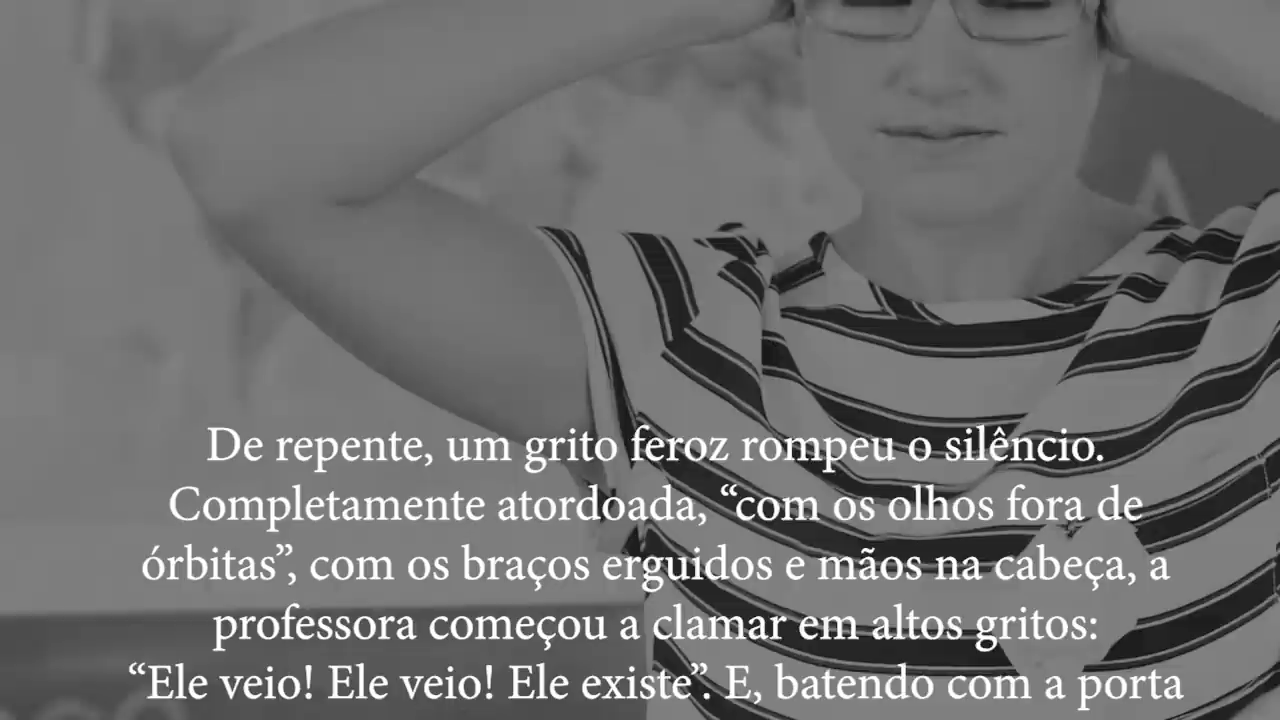 De repente, um grito feroz rompeu o silêncio.
Completamente atordoada, “com os olhos fora de
órbitas”, com os braços erguidos e mãos na cabeça, a
professora começou a clamar em altos gritos:
“Ele veio! Ele veio! Ele existe”. E, batendo com a porta